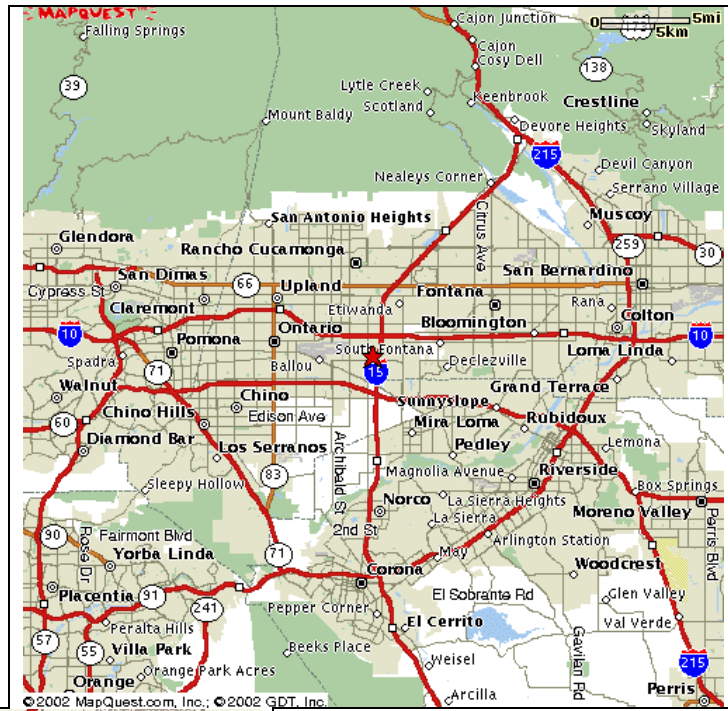 MAPQUEST
Cajon Junction
0 5mi
5km
173
Falling Springs
Cajon
Cosy Dell
138
39
Lytle Creek
Keenbrook
Crestline
Scotland
Mount Baldy
Devore Heights
Skyland
215
Devil Canyon
Nealeys Corner
Serrano Village
Citrus Ave
San Antonio Heights
Muscoy
Glendora
Rancho Cucamonga
259
30
San Dimas
66
San Bernardino
Cypress St
Upland
Fontana
Claremont
Etiwanda
Rana
Colton
10
Ontario
Bloomington
10
Pomona
South Fontana
Loma Linda
Spadra
Ballou
Declezville
71
15
Walnut
Grand Terrace
Chino
Sunnyslope
Chino Hills
Edison Ave
Rubidoux
60
Mira Loma
Diamond Bar
Los Serranos
Archibald St
Pedley
Lemona
83
Magnolia Avenue
Riverside
Sleepy Hollow
Box Springs
Norco
La Sierra Heights
Moreno Valley
La Sierra
Perris Blvd
90
Rose Dr
Fairmont Blvd
2nd St
Arlington Station
Yorba Linda
71
May
Woodcrest
Corona
Placentia
91
El Sobrante Rd
Glen Valley
241
Pepper Corner
Val Verde
Peralta Hills
El Cerrito
57
55
Villa Park
Beeks Place
Weisel
Gavilan Rd
215
Orange Park Acres
Orange
Arcilla
Perris
©2002 MapQuest.com, Inc.; ©2002 GDT, Inc.